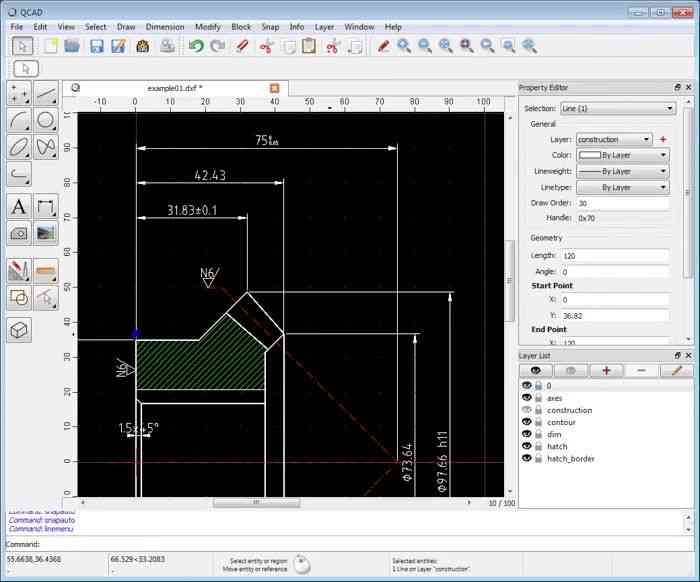 QCAD
File Edit View Select Draw Dimension Modify Block Snap Info Layer Window Help
example01.dxf *
-10 0 10 20 30 40 50 60 70 80 90 100
90
80
70
60
50
40
30
20
10
0
75
42.43
31.83±0.1
N6/
N6/
1.5x45°
Φ73.64
Φ97.66 h11
10 / 100
Property Editor
Selection: Line (1)
General
Layer: construction
Color: By Layer
Lineweight: By Layer
Linetype: By Layer
Draw Order: 30
Handle: 0x70
Geometry
Length: 120
Angle: 0
Start Point
X: 0
Y: 36.82
End Point
X: 120
Layer List
0
axes
construction
contour
dim
hatch
hatch_border
Command: snapauto
Command: snapauto
Command: linemenu
Command:
55.6638,36.4368
-
66.529<33.2083
-
Select entity or region
Move entity or reference
Selected entities:
1 Line on Layer "construction".